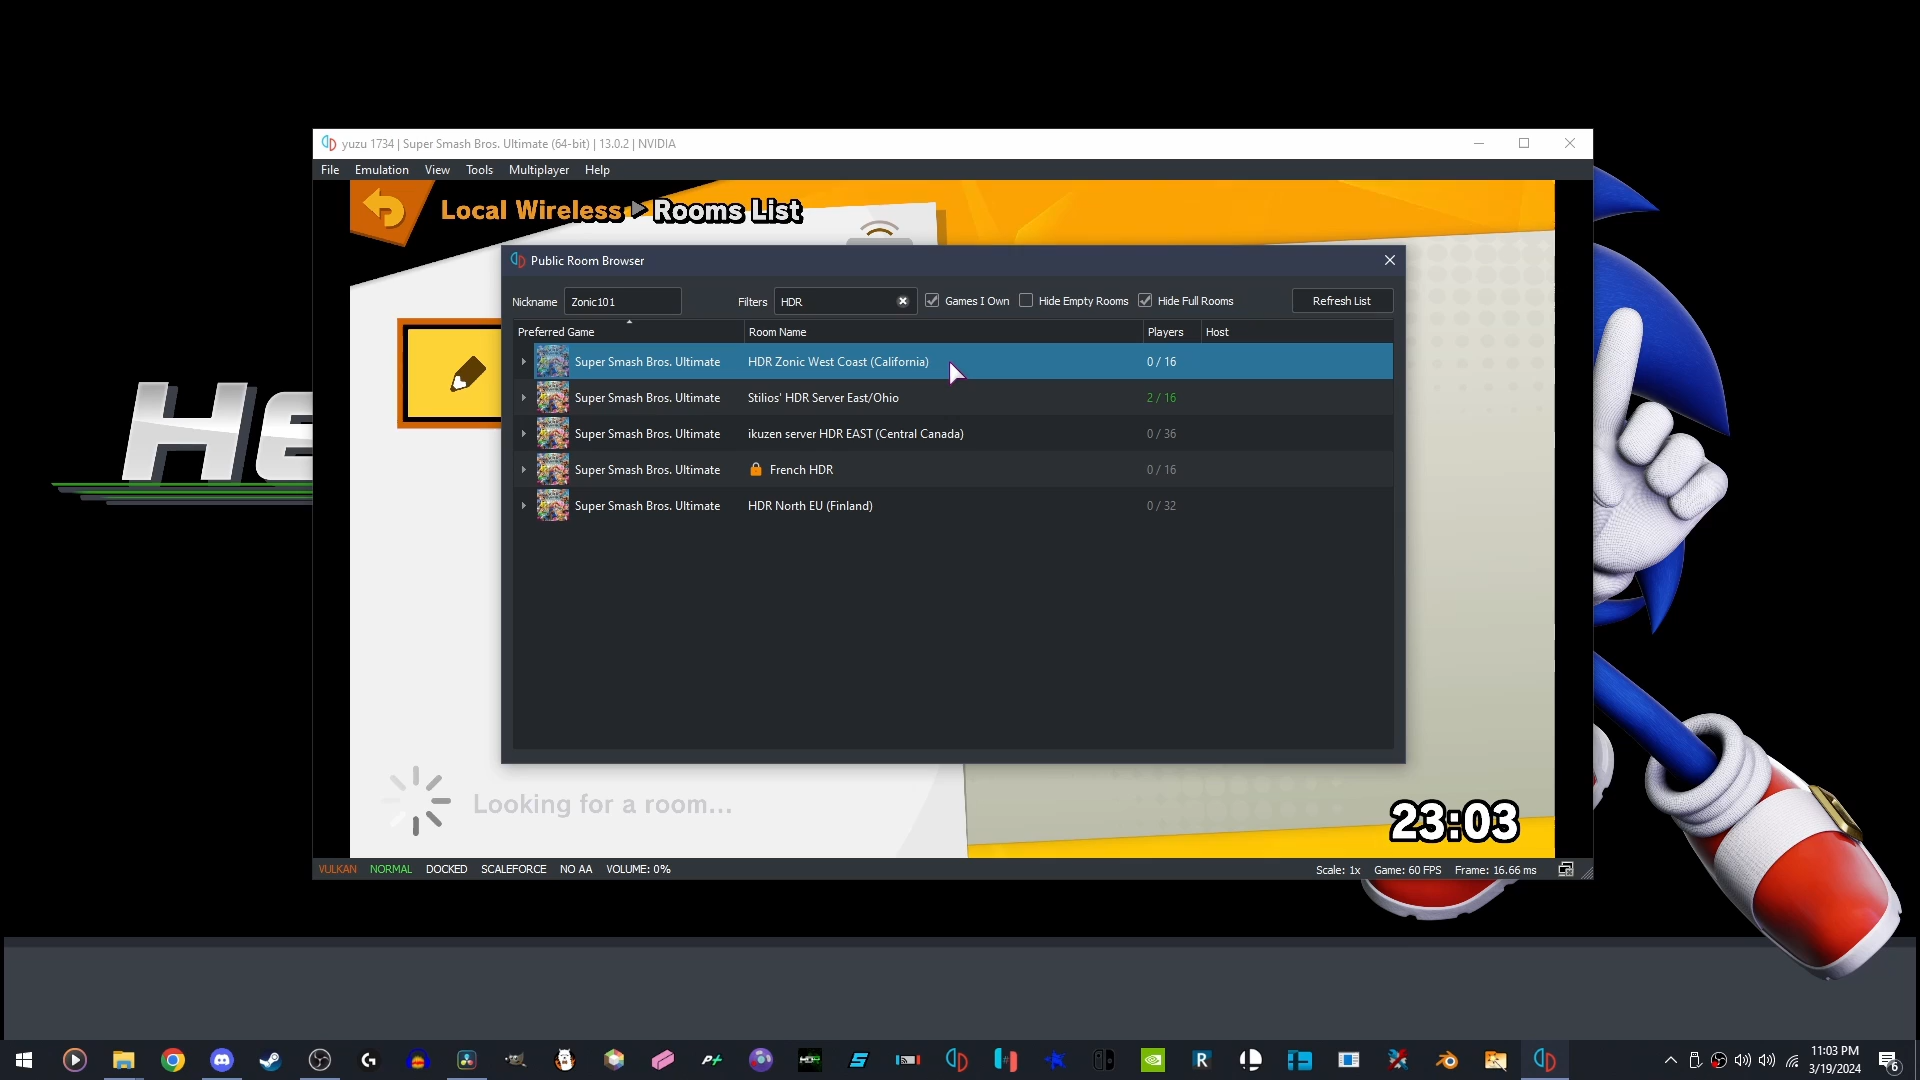 yuzu 1734 | Super Smash Bros. Ultimate (64-bit) | 13.0.2 | NVIDIA
File Emulation View Tools Multiplayer Help
Local Wireless ▶ Rooms List
Public Room Browser
Nickname Zonic101 Filters HDR Games I Own Hide Empty Rooms Hide Full Rooms Refresh List
Preferred Game Room Name Players Host
Super Smash Bros. Ultimate HDR Zonic West Coast (California) 0 / 16
Super Smash Bros. Ultimate Stilios' HDR Server East/Ohio 2 / 16
Super Smash Bros. Ultimate ikuzen server HDR EAST (Central Canada) 0 / 36
Super Smash Bros. Ultimate French HDR 0 / 16
Super Smash Bros. Ultimate HDR North EU (Finland) 0 / 32
He
Looking for a room...
23:03
VULKAN NORMAL DOCKED SCALEFORCE NO AA VOLUME: 0% Scale: 1x Game: 60 FPS Frame: 16.66 ms
11:03 PM
3/19/2024
6